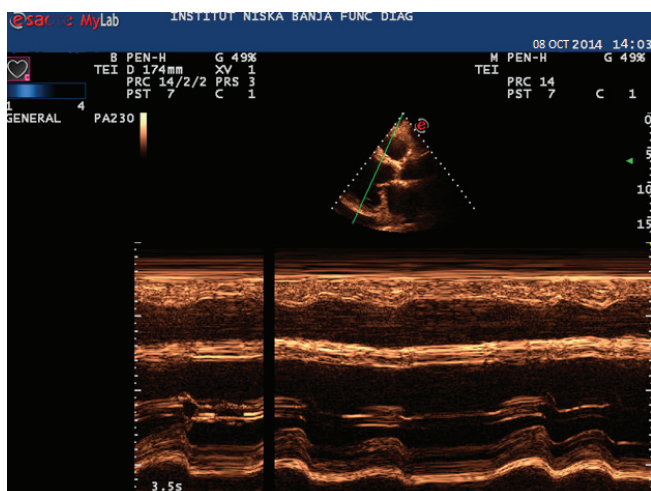 esaote MyLab INSTITUT NISKA BANJA FUNC DIAG
08 OCT 2014 14:03
B PEN-H G 49%
TEI D 174mm XV 1
PRC 14/2/2 PRS 3
PST 7 C 1
M PEN-H G 49%
TEI
PRC 14
PST 7 C 1
C
1 4
GENERAL PA230
e
0
5
10
15
3.5s